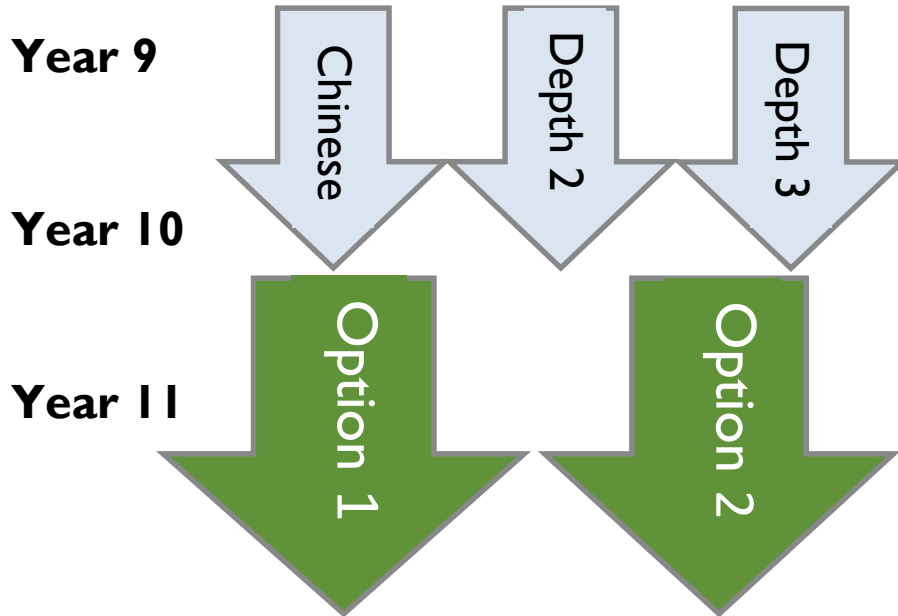 Year 9
Chinese
Depth 2
Depth 3
Year 10
Option 1
Option 2
Year 11